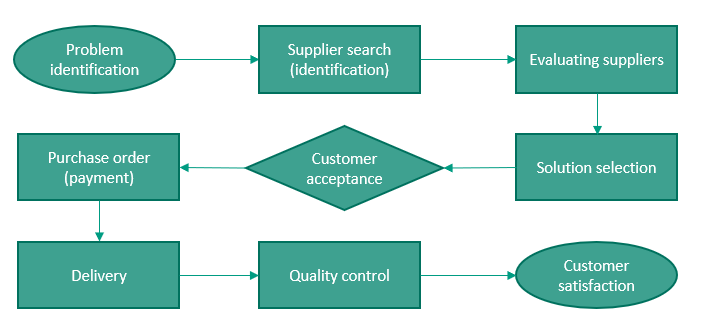 Problem
identification
Supplier search
(identification)
Evaluating suppliers
Solution selection
Customer
acceptance
Purchase order
(payment)
Delivery
Quality control
Customer
satisfaction